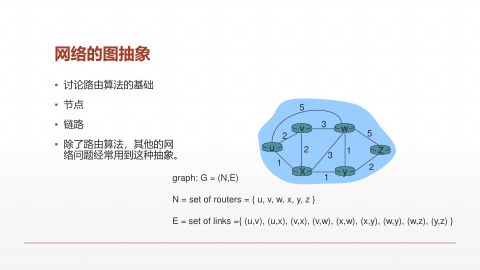 网络的图抽象
▪ 讨论路由算法的基础
▪ 节点
▪ 链路
▪ 除了路由算法，其他的网
络问题经常用到这种抽象。
5
v 3 w
2 5
u 2 1 z
3
1 2
x y
1
graph: G = (N,E)
N = set of routers = { u, v, w, x, y, z }
E = set of links ={ (u,v), (u,x), (v,x), (v,w), (x,w), (x,y), (w,y), (w,z), (y,z) }